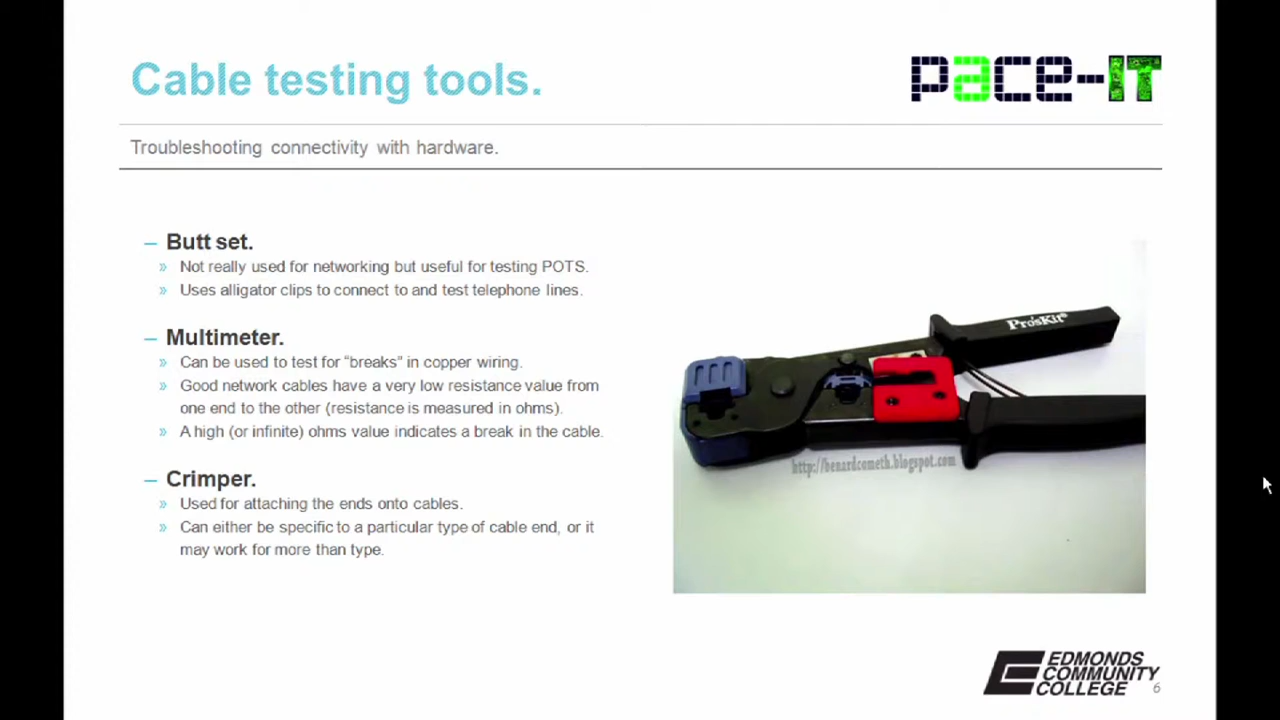 Cable testing tools.
pace-IT
Troubleshooting connectivity with hardware.
– Butt set.
» Not really used for networking but useful for testing POTS.
» Uses alligator clips to connect to and test telephone lines.
– Multimeter.
» Can be used to test for “breaks” in copper wiring.
» Good network cables have a very low resistance value from
one end to the other (resistance is measured in ohms).
» A high (or infinite) ohms value indicates a break in the cable.
– Crimper.
» Used for attaching the ends onto cables.
» Can either be specific to a particular type of cable end, or it
may work for more than type.
Pro'sKit®
http://benardcometh.blogspot.com
EDMONDS
COMMUNITY
COLLEGE
6